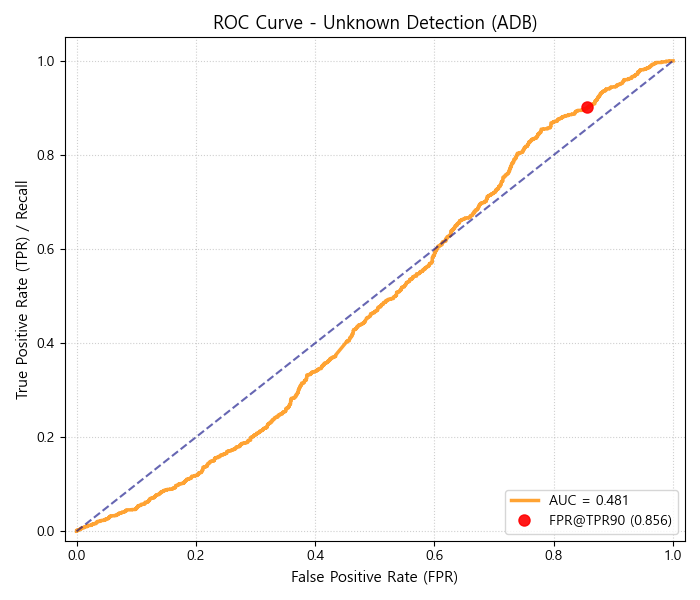 ROC Curve - Unknown Detection (ADB)
True Positive Rate (TPR) / Recall
1.0
0.8
0.6
0.4
0.2
0.0
0.0 0.2 0.4 0.6 0.8 1.0
False Positive Rate (FPR)
AUC = 0.481
FPR@TPR90 (0.856)